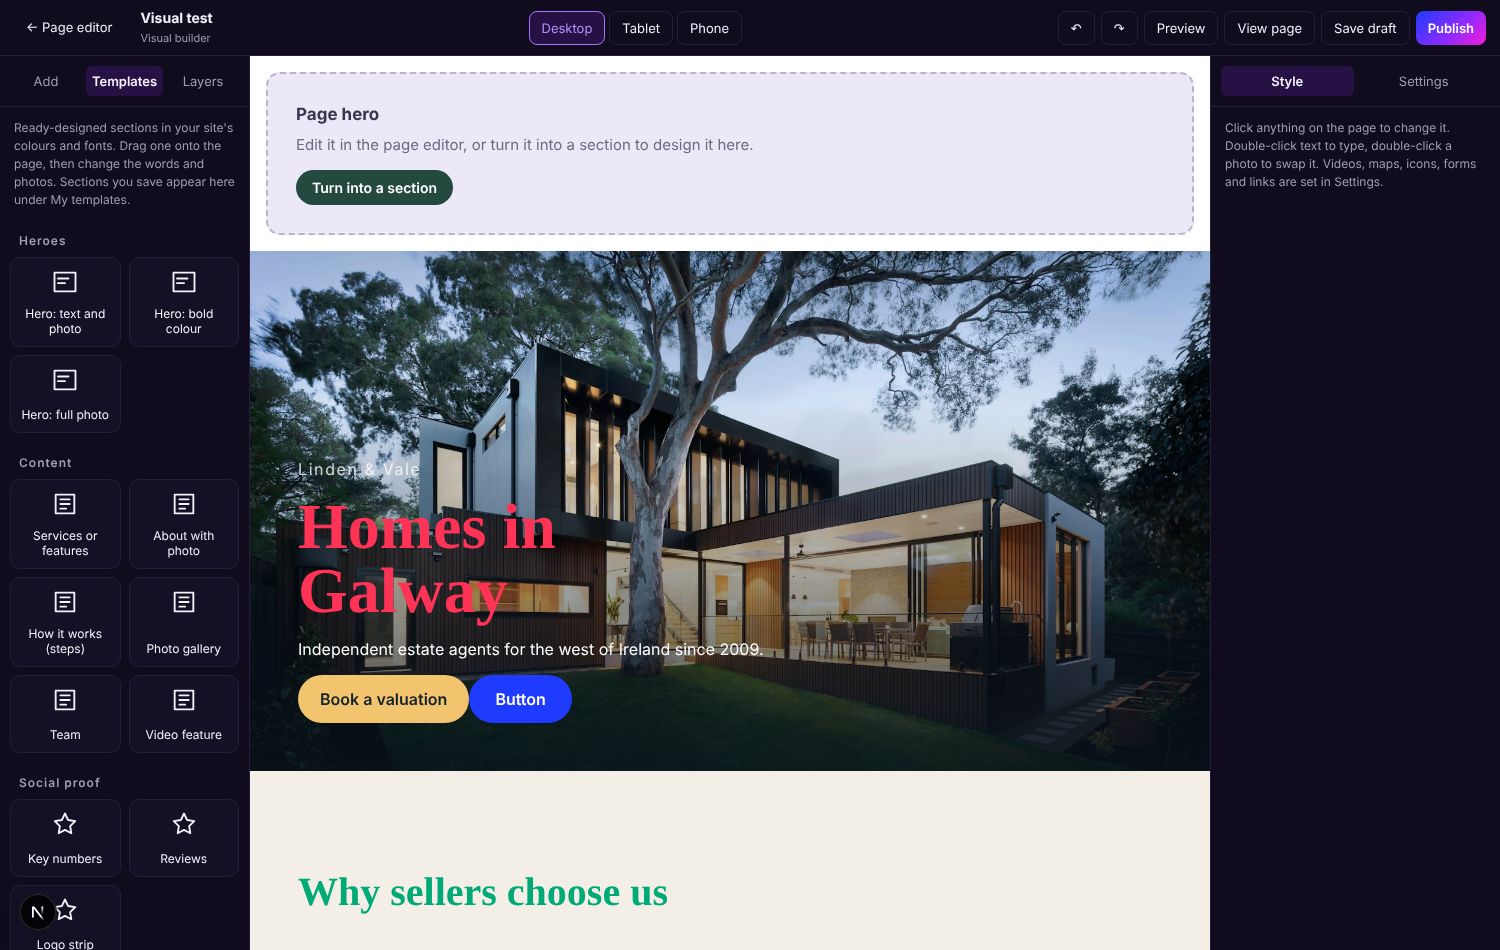 ← Page editor
Visual test
Visual builder
Desktop
Tablet
Phone
↶
↷
Preview
View page
Save draft
Publish
Add
Templates
Layers
Ready-designed sections in your site's
colours and fonts. Drag one onto the
page, then change the words and
photos. Sections you save appear here
under My templates.
Heroes
Hero: text and
photo
Hero: bold
colour
Hero: full photo
Content
Services or
features
About with
photo
How it works
(steps)
Photo gallery
Team
Video feature
Social proof
Key numbers
Reviews
N
Logo strip
Page hero
Edit it in the page editor, or turn it into a section to design it here.
Turn into a section
Linden & Vale
Homes in
Galway
Independent estate agents for the west of Ireland since 2009.
Book a valuation
Button
Why sellers choose us
Style
Settings
Click anything on the page to change it.
Double-click text to type, double-click a
photo to swap it. Videos, maps, icons, forms
and links are set in Settings.